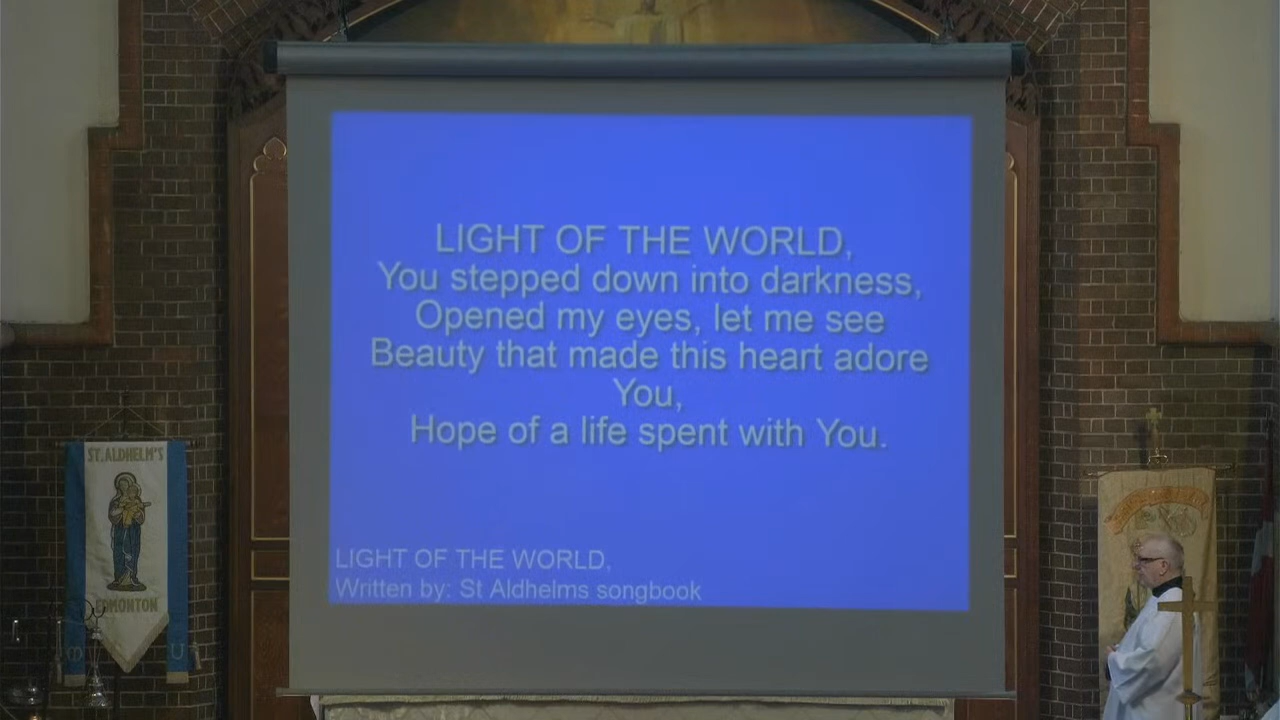 LIGHT OF THE WORLD,
You stepped down into darkness,
Opened my eyes, let me see
Beauty that made this heart adore
You,
Hope of a life spent with You.
LIGHT OF THE WORLD,
Written by: St Aldhelms songbook
ST. ALDHELM'S
EDMONTON
M U